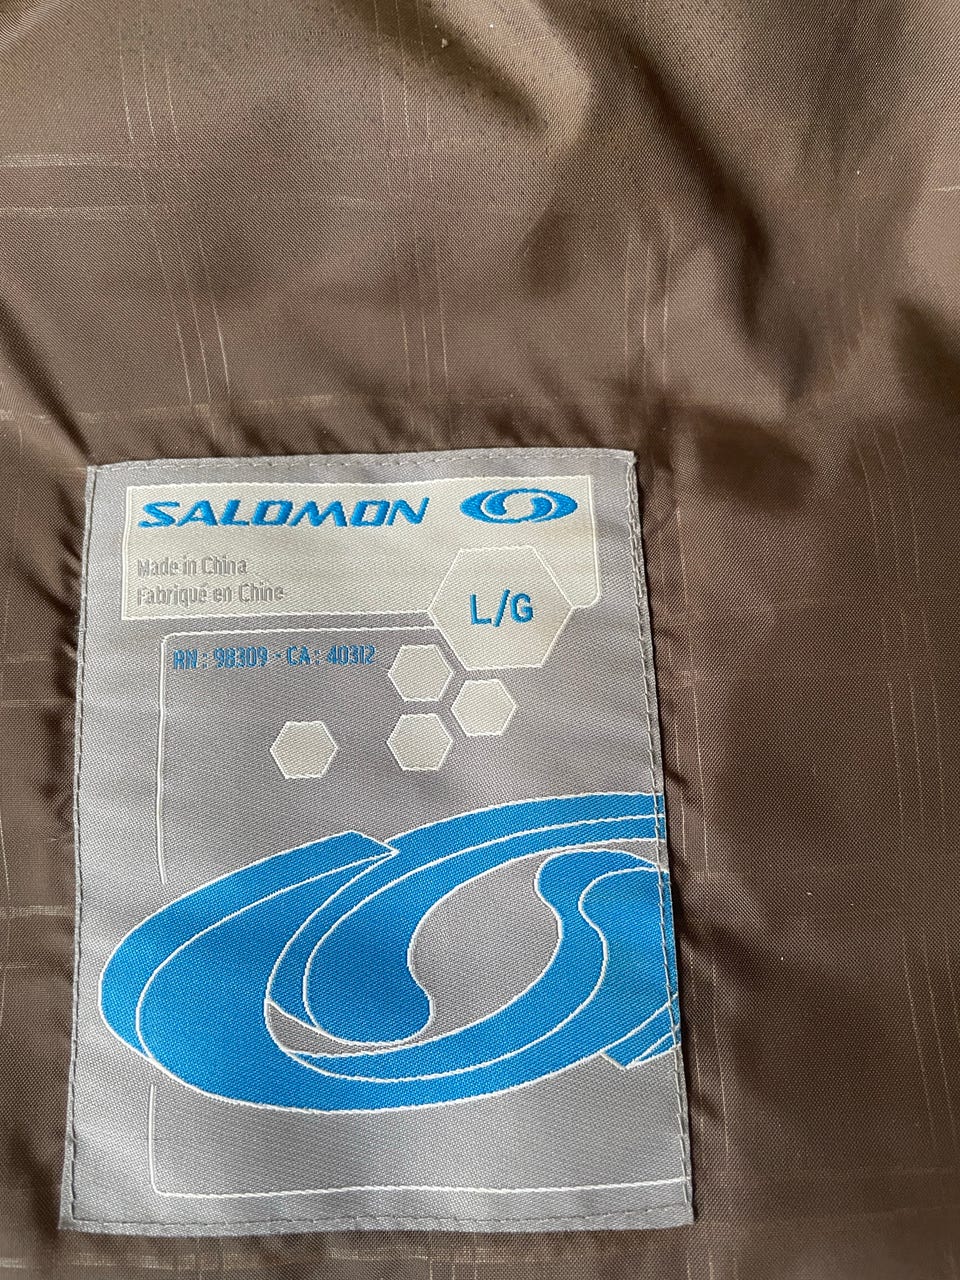 SALOMON
Made in China
Fabriqué en Chine
L/G
RN : 98309 - CA : 40312